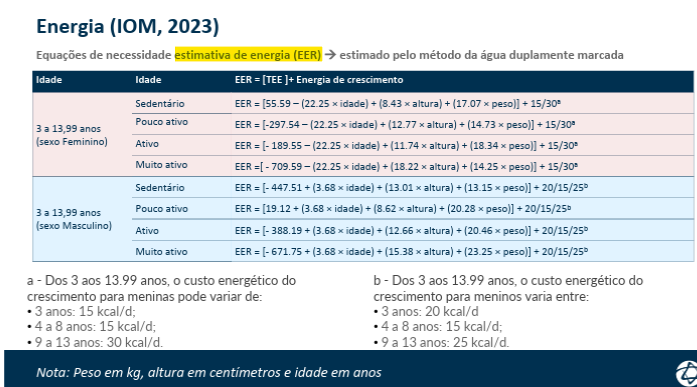 Energia (IOM, 2023)
Equações de necessidade estimativa de energia (EER) → estimado pelo método da água duplamente marcada
Idade Idade EER = [TEE ]+ Energia de crescimento
3 a 13,99 anos (sexo Feminino)
Sedentário EER = [55.59 – (22.25 × idade) + (8.43 × altura) + (17.07 × peso)] + 15/30ª
Pouco ativo EER = [-297.54 – (22.25 × idade) + (12.77 × altura) + (14.73 × peso)] + 15/30ª
Ativo EER = [- 189.55 – (22.25 × idade) + (11.74 × altura) + (18.34 × peso)] + 15/30ª
Muito ativo EER =[ - 709.59 – (22.25 × idade) + (18.22 × altura) + (14.25 × peso)] + 15/30ª
3 a 13,99 anos (sexo Masculino)
Sedentário EER = [- 447.51 + (3.68 × idade) + (13.01 × altura) + (13.15 × peso)] + 20/15/25ᵇ
Pouco ativo EER = [19.12 + (3.68 × idade) + (8.62 × altura) + (20.28 × peso)] + 20/15/25ᵇ
Ativo EER = [- 388.19 + (3.68 × idade) + (12.66 × altura) + (20.46 × peso)] + 20/15/25ᵇ
Muito ativo EER = [- 671.75 + (3.68 × idade) + (15.38 × altura) + (23.25 × peso)] + 20/15/25ᵇ
a - Dos 3 aos 13.99 anos, o custo energético do
crescimento para meninas pode variar de:
• 3 anos: 15 kcal/d;
• 4 a 8 anos: 15 kcal/d;
• 9 a 13 anos: 30 kcal/d.
b - Dos 3 aos 13.99 anos, o custo energético do
crescimento para meninos varia entre:
• 3 anos: 20 kcal/d
• 4 a 8 anos: 15 kcal/d;
• 9 a 13 anos: 25 kcal/d.
Nota: Peso em kg, altura em centímetros e idade em anos